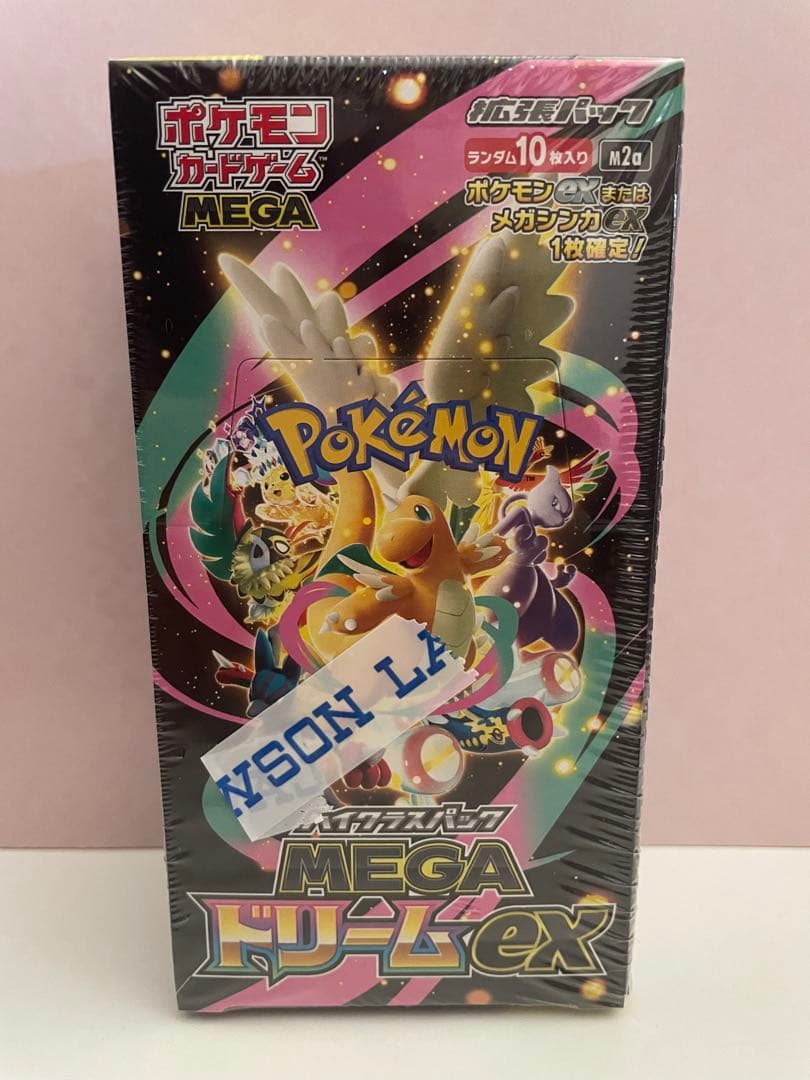 ポケモン
カードゲーム™
MEGA
拡張パック
ランダム10枚入り M2a
ポケモンexまたは
メガシンカex
1枚確定!
POKéMON™
NSON LA
ハイクラスパック
MEGA
ドリームex